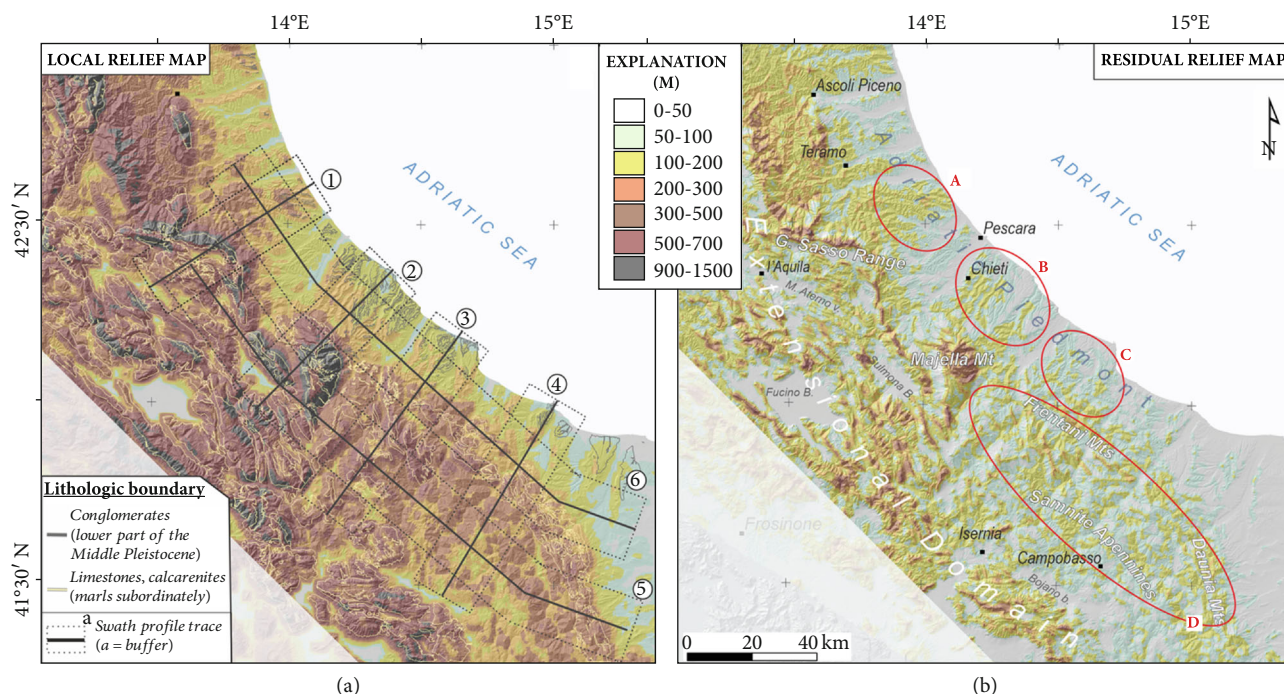 14°E
15°E
14°E
15°E
42°30′ N
41°30′ N
LOCAL RELIEF MAP
①
②
③
④
⑥
⑤
ADRIATIC SEA
Lithologic boundary
Conglomerates
(lower part of the
Middle Pleistocene)
Limestones, calcarenites
(marls subordinately)
a
Swath profile trace
(a = buffer)
(a)
EXPLANATION
(M)
0-50
50-100
100-200
200-300
300-500
500-700
900-1500
RESIDUAL RELIEF MAP
N
Ascoli Piceno
Teramo
A
Adriatic Piedmont
Pescara
ADRIATIC SEA
G. Sasso Range
l'Aquila
Chieti
B
M. Aterno v.
Majella Mt
C
Fucino B.
Sulmona B.
Extensional Domain
Frentani Mts
Samnite Apennines
Frosinone
Isernia
Campobasso
Daunia Mts
Bojano b.
D
0 20 40 km
(b)